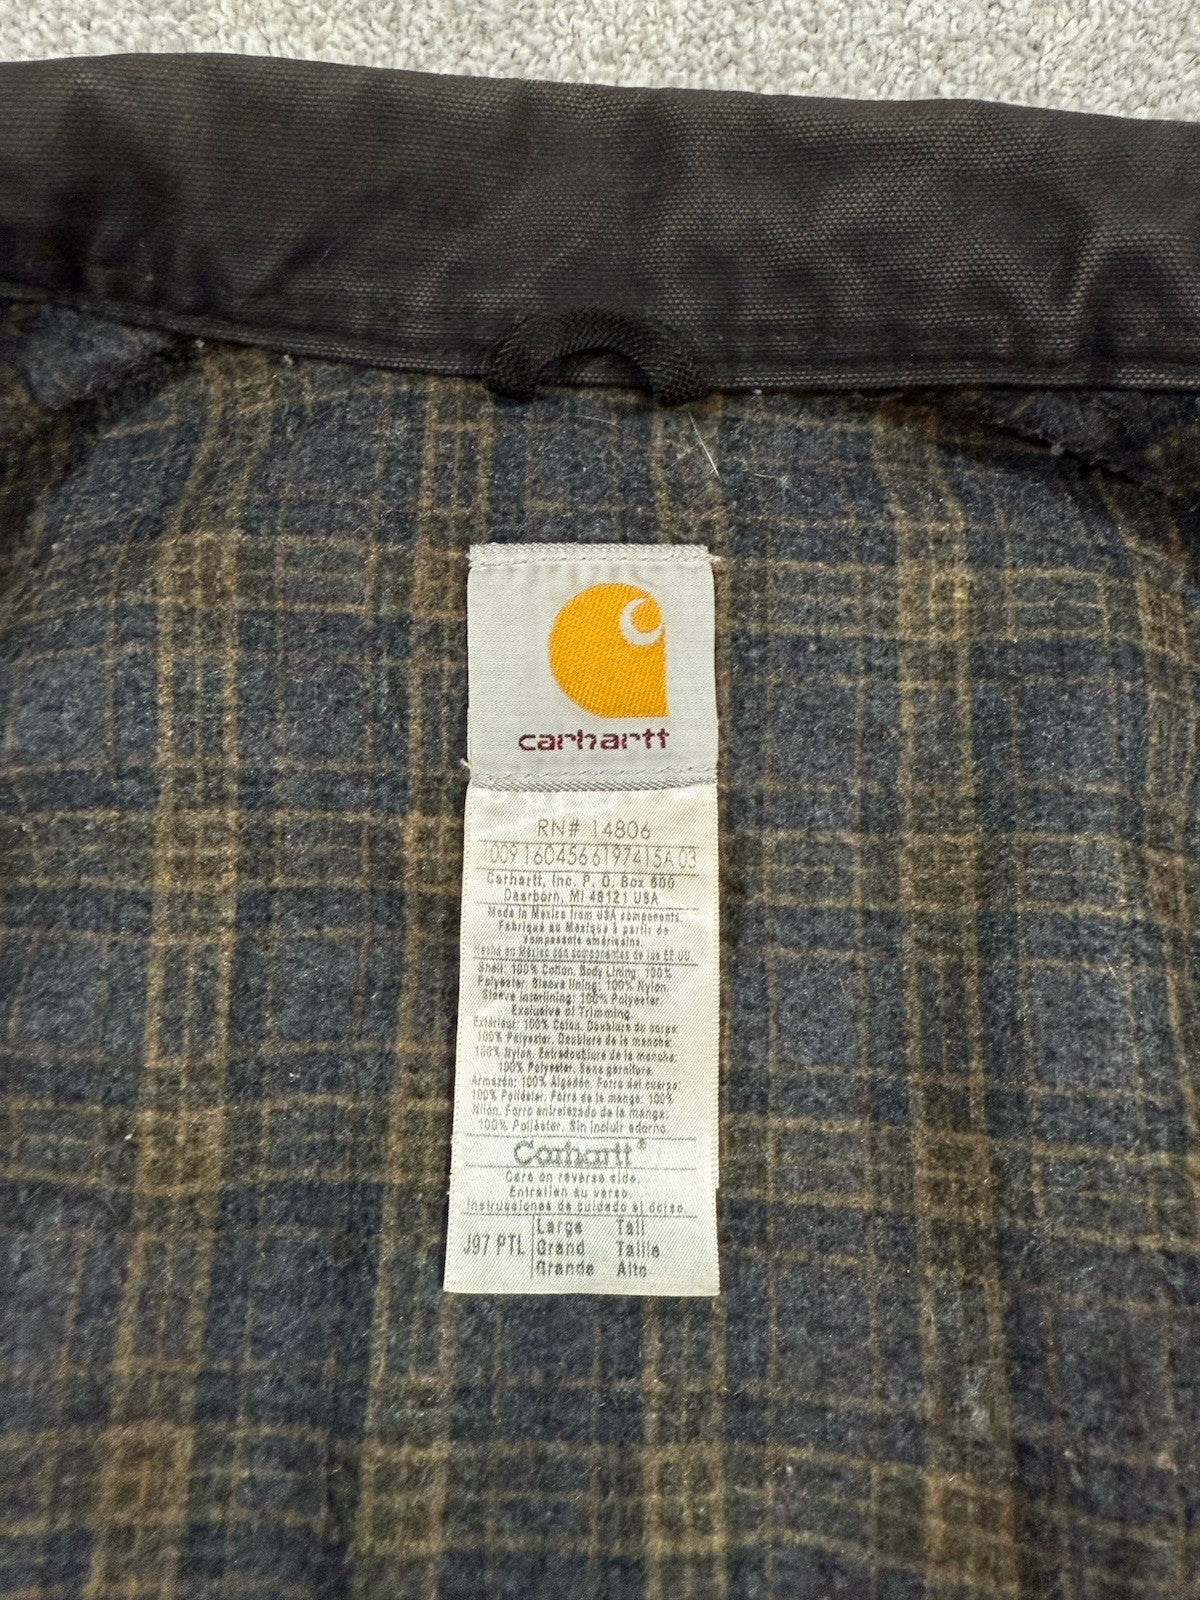 carhartt
RN# 14806
1009 1604566197415A 03
Carhartt, Inc. P. O. Box 600
Dearborn, MI 48121 USA
Made in Mexico from USA components.
Fabriqué au Mexique à partir de
composants américains.
Hecho en México con componentes de los EE UU.
Shell: 100% Cotton. Body Lining: 100%
Polyester. Sleeve lining: 100% Nylon.
Sleeve Interlining: 100% Polyester.
Exclusive of Trimming.
Extérieur: 100% Coton. Doublure du corps:
100% Polyester. Doublure de la manche:
100% Nylon. Entredoublure de la manche:
100% Polyester. Sans garniture.
Armazón: 100% Algodón. Forro del cuerpo:
100% Poliéster. Forro de la manga: 100%
Nilón. Forro entrelazado de la manga:
100% Poliéster. Sin incluir adorno.
Carhartt®
Care on reverse side.
Entretien au verso.
Instrucciones de cuidado al dorso.
J97 PTL
Large Tall
Grand Taille
Grande Alto